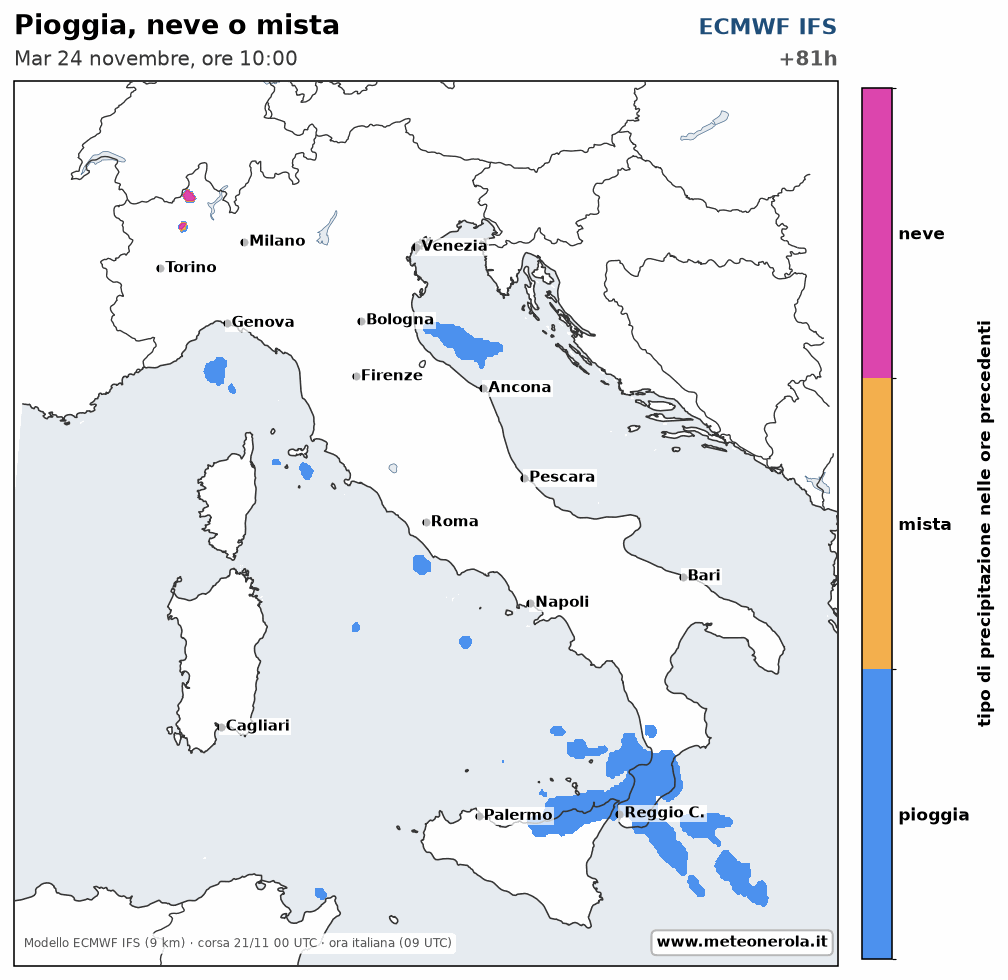 Pioggia, neve o mista
ECMWF IFS
Mar 24 novembre, ore 10:00
+81h
neve
Milano
Venezia
Torino
Genova
Bologna
Firenze
Ancona
Pescara
Roma
mista
Bari
Napoli
Cagliari
Palermo
Reggio C.
pioggia
tipo di precipitazione nelle ore precedenti
Modello ECMWF IFS (9 km) · corsa 21/11 00 UTC · ora italiana (09 UTC)
www.meteonerola.it